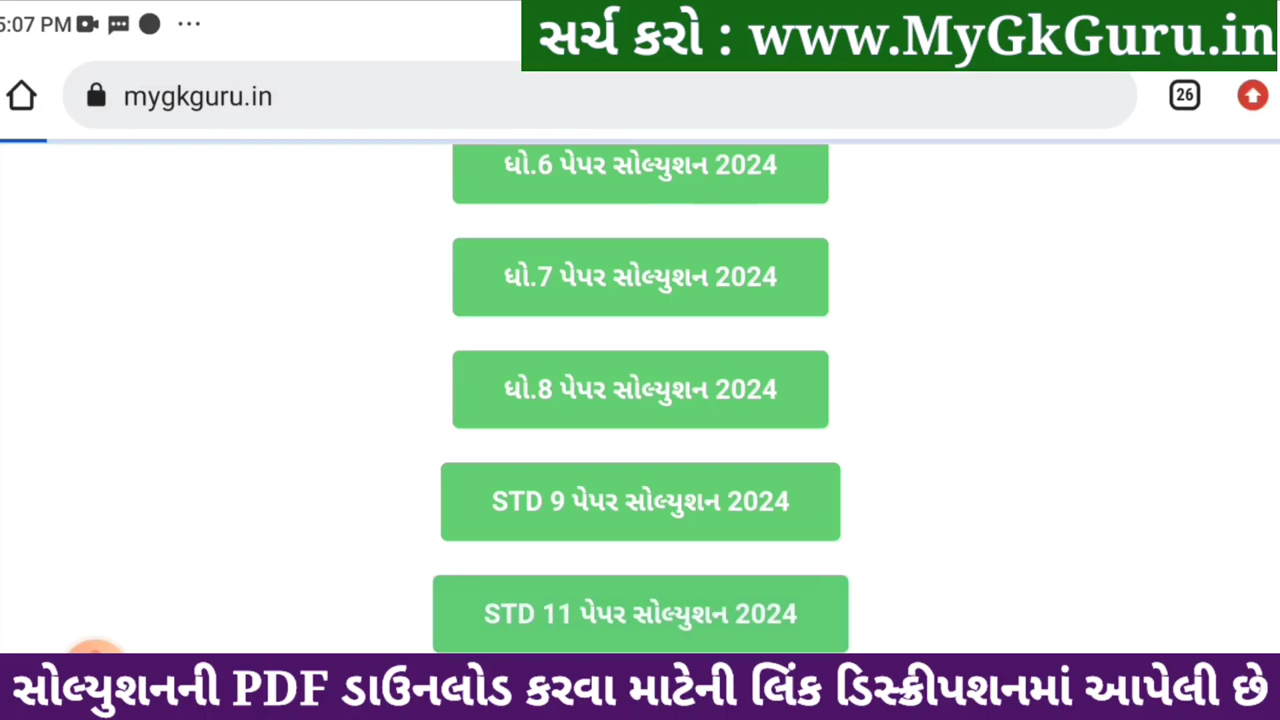 5:07 PM
સર્ચ કરો : www.MyGkGuru.in
mygkguru.in
26
ધો.6 પેપર સોલ્યુશન 2024
ધો.7 પેપર સોલ્યુશન 2024
ધો.8 પેપર સોલ્યુશન 2024
STD 9 પેપર સોલ્યુશન 2024
STD 11 પેપર સોલ્યુશન 2024
સોલ્યુશનની PDF ડાઉનલોડ કરવા માટેની લિંક ડિસ્ક્રીપશનમાં આપેલી છે